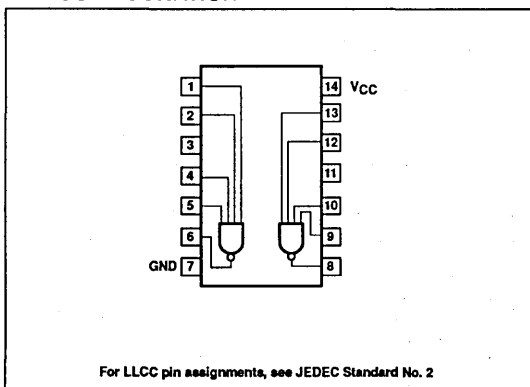 1 14 VCC
2 13
3 12
4 11
5 10
6 9
GND 7 8
For LLCC pin assignments, see JEDEC Standard No. 2